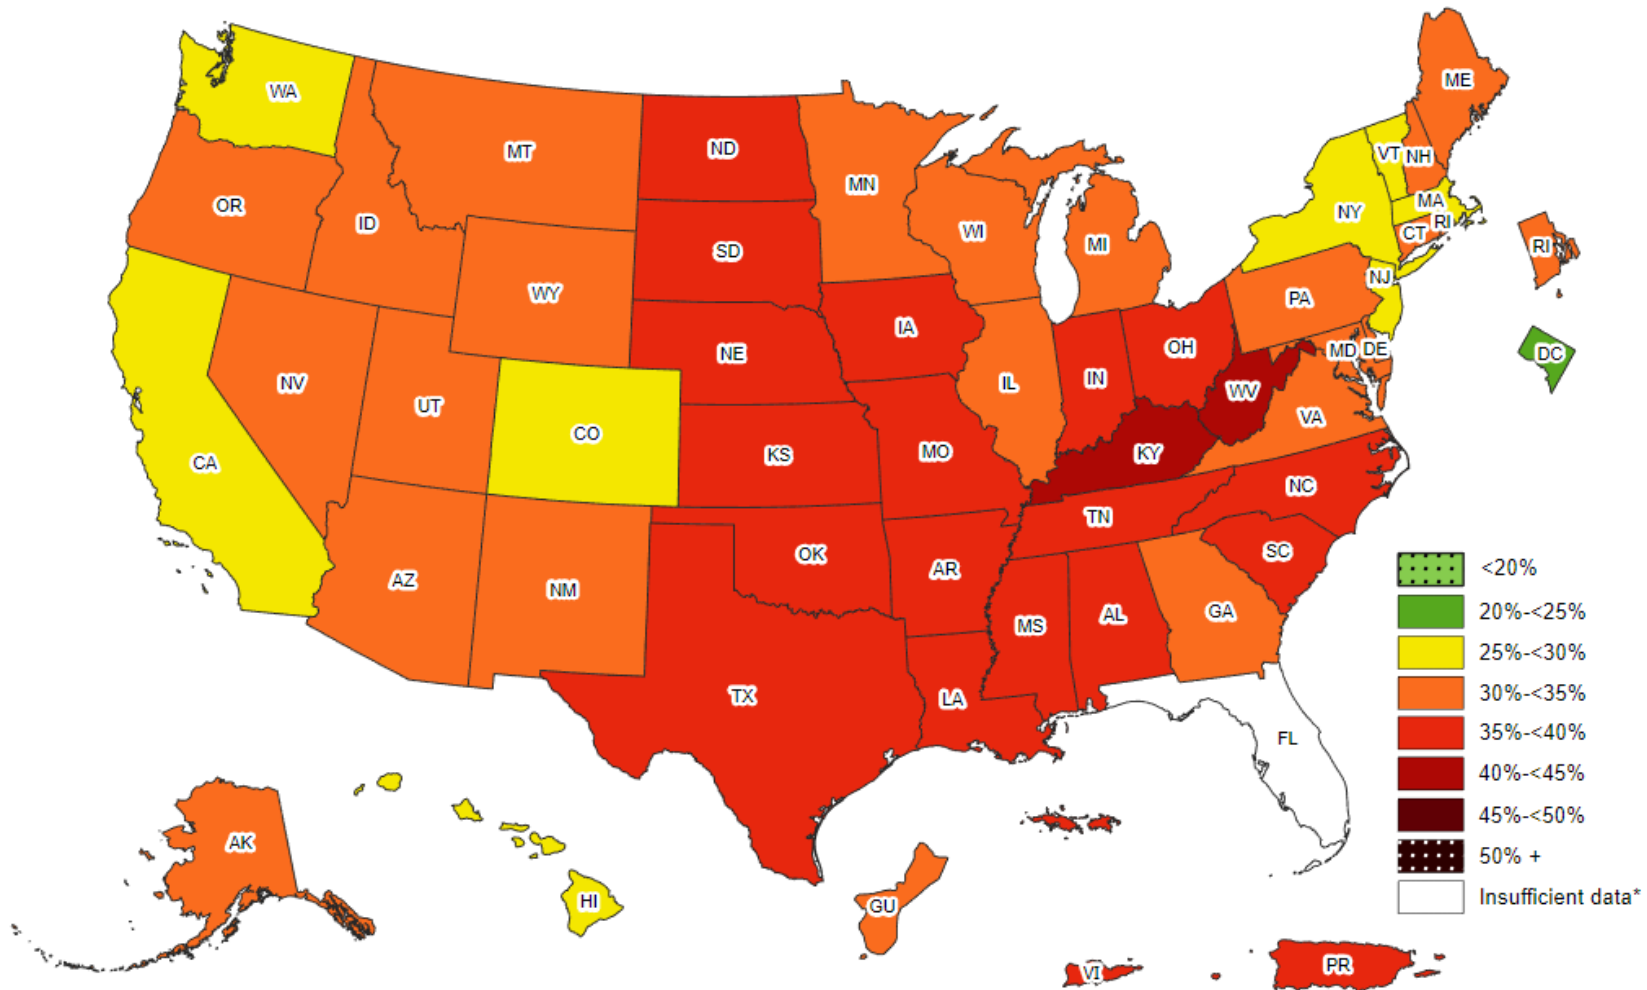 ME
WA
MT
ND
MN
VT
NH
OR
ID
MA
NY
RI
WI
MI
CT
SD
RI
NJ
WY
PA
IA
NE
OH
MD
DE
DC
NV
IL
IN
WV
UT
VA
CO
CA
KS
MO
KY
NC
TN
OK
SC
AZ
NM
AR
<20%
AL
GA
20%-<25%
MS
25%-<30%
TX
LA
30%-<35%
FL
35%-<40%
40%-<45%
45%-<50%
AK
50% +
HI
GU
Insufficient data*
VI
PR